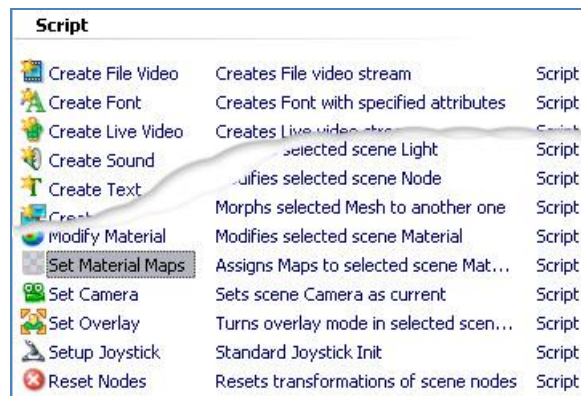 Script
Create File Video Creates File video stream Script
Create Font Creates Font with specified attributes Script
Create Live Video Creates Live video
Create Sound selected scene Light Script
Create Text selected scene Node Script
Morphs selected Mesh to another one Script
Modify Material Modifies selected scene Material Script
Set Material Maps Assigns Maps to selected scene Mat... Script
Set Camera Sets scene Camera as current Script
Set Overlay Turns overlay mode in selected scen... Script
Setup Joystick Standard Joystick Init Script
Reset Nodes Resets transformations of scene nodes Script